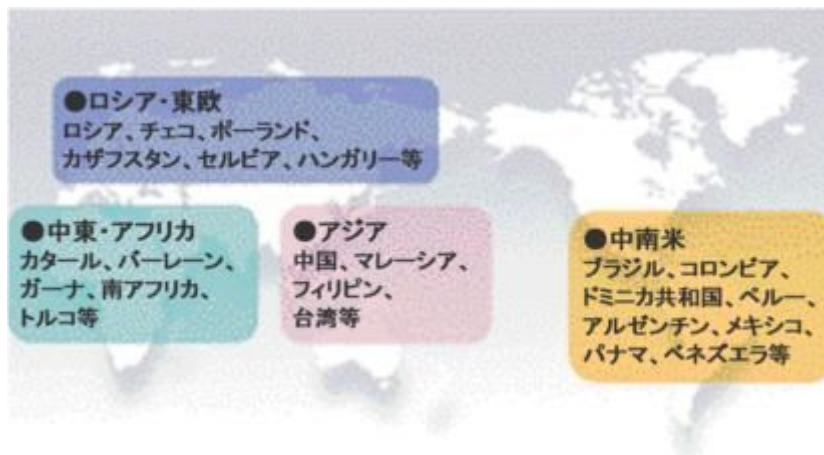 ●ロシア・東欧
ロシア、チェコ、ポーランド、
カザフスタン、セルビア、ハンガリー等
●中東・アフリカ
カタール、バーレーン、
ガーナ、南アフリカ、
トルコ等
●アジア
中国、マレーシア、
フィリピン、
台湾等
●中南米
ブラジル、コロンビア、
ドミニカ共和国、ペルー、
アルゼンチン、メキシコ、
パナマ、ベネズエラ等